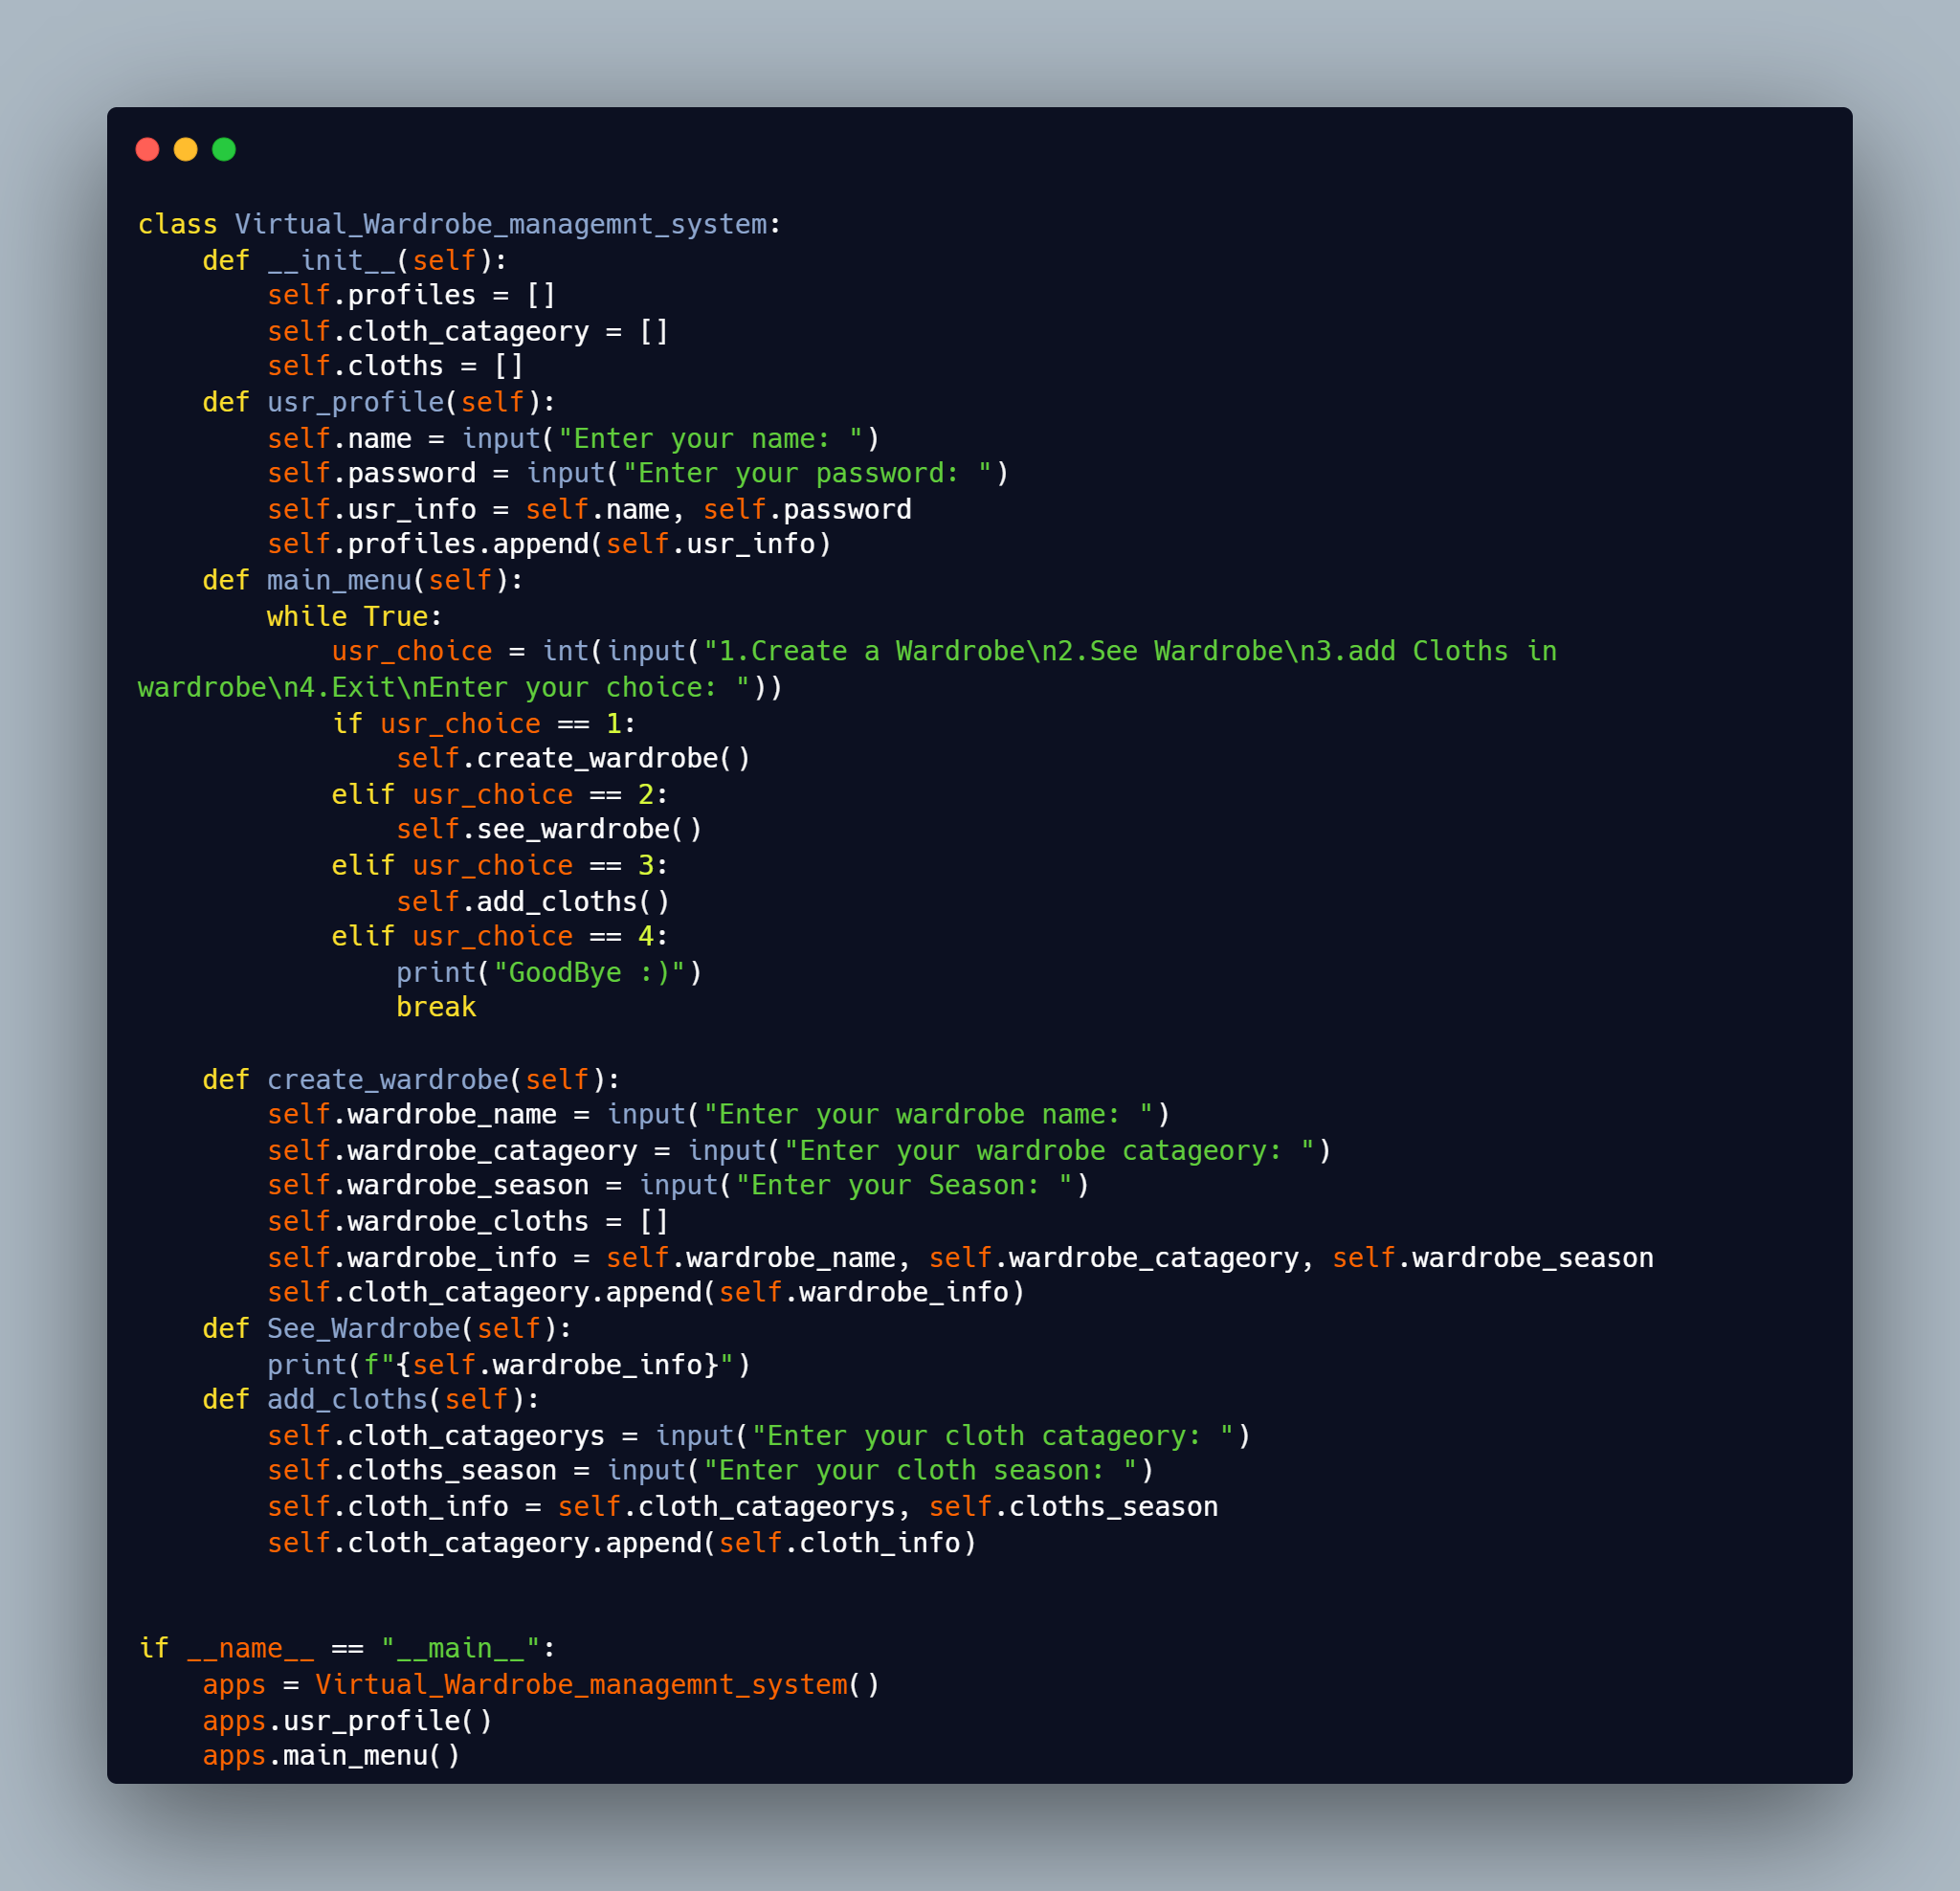 class Virtual_Wardrobe_managemnt_system:
    def __init__(self):
        self.profiles = []
        self.cloth_catageory = []
        self.cloths = []
    def usr_profile(self):
        self.name = input("Enter your name: ")
        self.password = input("Enter your password: ")
        self.usr_info = self.name, self.password
        self.profiles.append(self.usr_info)
    def main_menu(self):
        while True:
            usr_choice = int(input("1.Create a Wardrobe\n2.See Wardrobe\n3.add Cloths in
wardrobe\n4.Exit\nEnter your choice: "))
            if usr_choice == 1:
                self.create_wardrobe()
            elif usr_choice == 2:
                self.see_wardrobe()
            elif usr_choice == 3:
                self.add_cloths()
            elif usr_choice == 4:
                print("GoodBye :)")
                break

    def create_wardrobe(self):
        self.wardrobe_name = input("Enter your wardrobe name: ")
        self.wardrobe_catageory = input("Enter your wardrobe catageory: ")
        self.wardrobe_season = input("Enter your Season: ")
        self.wardrobe_cloths = []
        self.wardrobe_info = self.wardrobe_name, self.wardrobe_catageory, self.wardrobe_season
        self.cloth_catageory.append(self.wardrobe_info)
    def See_Wardrobe(self):
        print(f"{self.wardrobe_info}")
    def add_cloths(self):
        self.cloth_catageorys = input("Enter your cloth catageory: ")
        self.cloths_season = input("Enter your cloth season: ")
        self.cloth_info = self.cloth_catageorys, self.cloths_season
        self.cloth_catageory.append(self.cloth_info)


if __name__ == "__main__":
    apps = Virtual_Wardrobe_managemnt_system()
    apps.usr_profile()
    apps.main_menu()